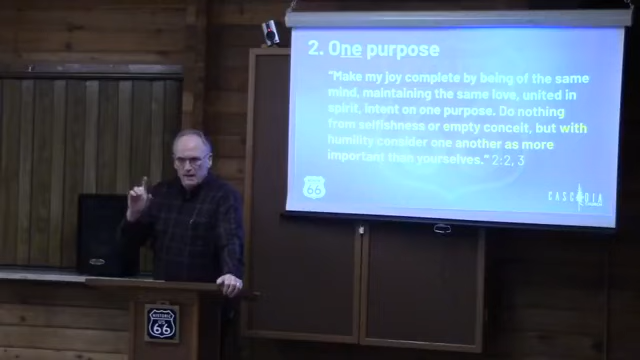 2. One purpose
"Make my joy complete by being of the same
mind, maintaining the same love, united in
spirit, intent on one purpose. Do nothing
from selfishness or empty conceit, but with
humility consider one another as more
important than yourselves." 2:2, 3
66
CASCADIA
HISTORIC
66